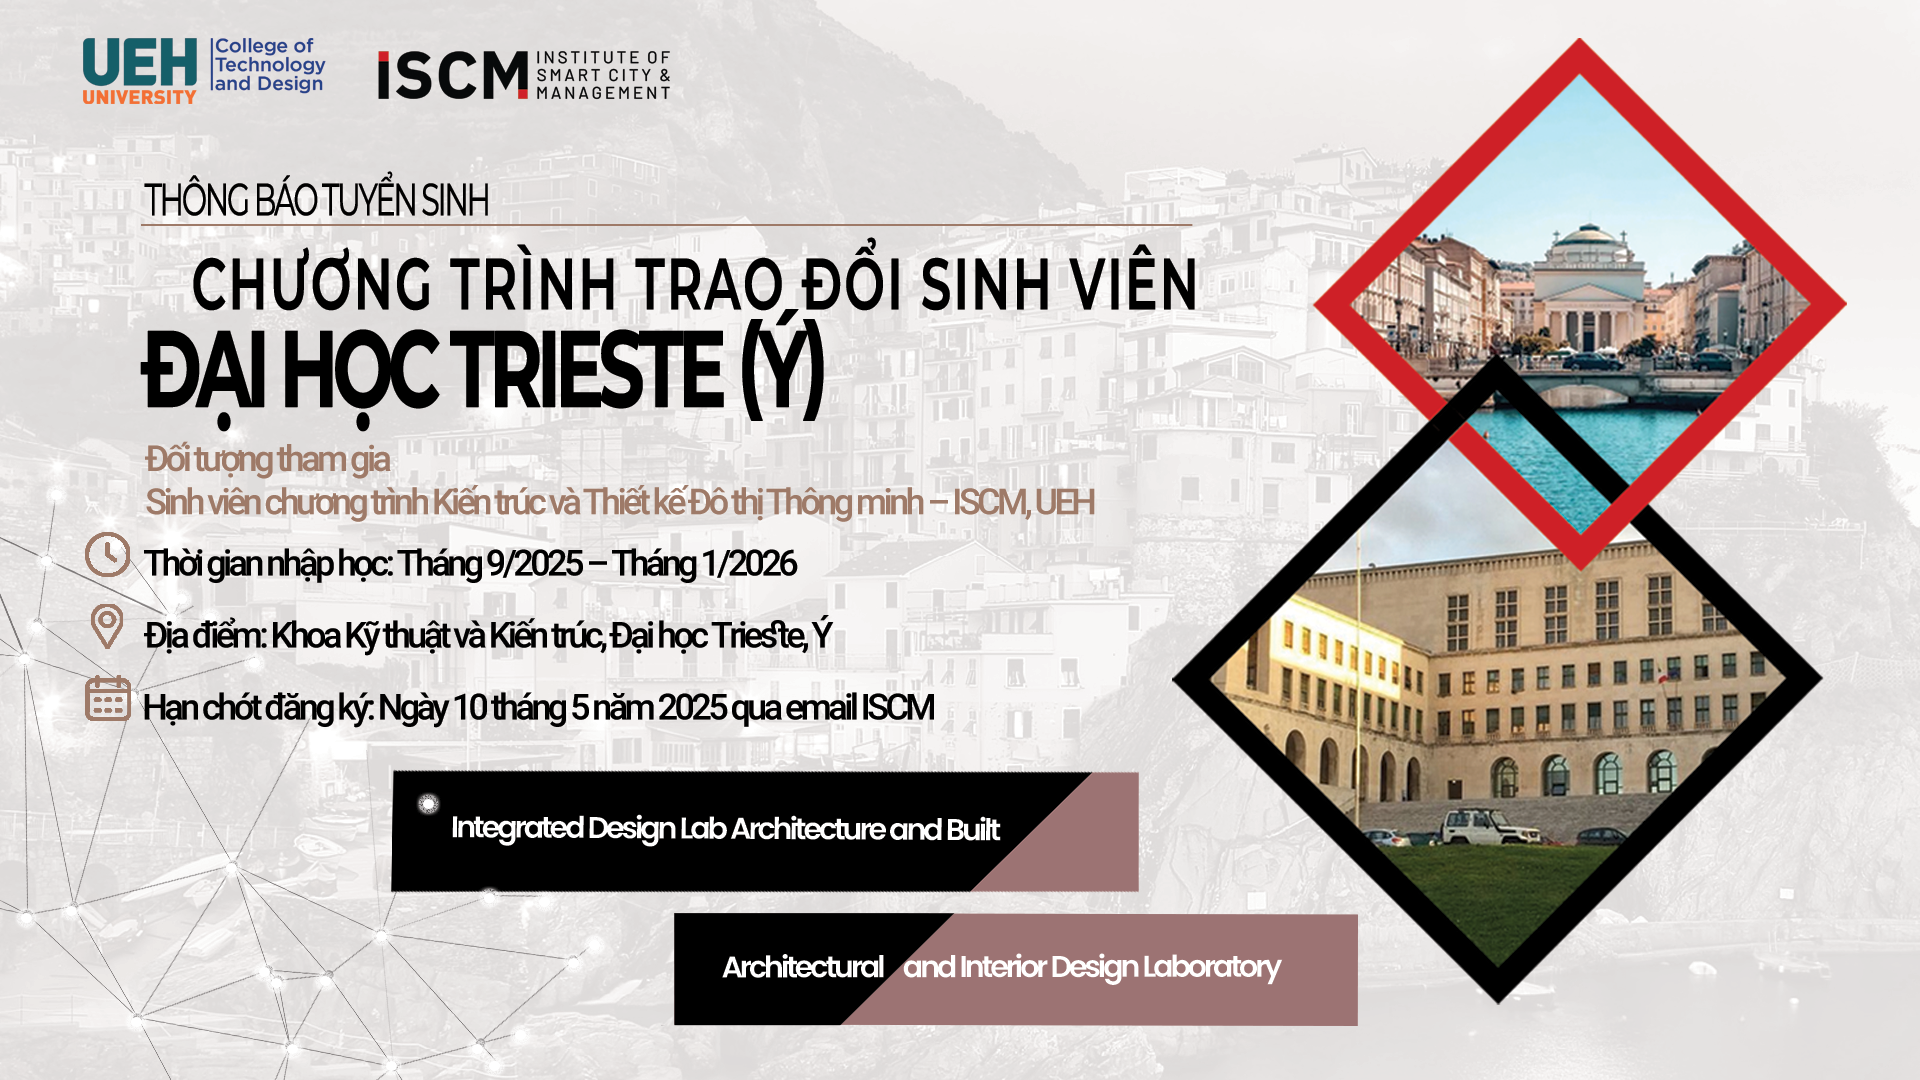 UEH
UNIVERSITY
College of
Technology
and Design
iSCM
INSTITUTE OF
SMART CITY &
MANAGEMENT
THÔNG BÁO TUYỂN SINH
CHƯƠNG TRÌNH TRAO ĐỔI SINH VIÊN
ĐẠI HỌC TRIESTE (Ý)
Đối tượng tham gia
Sinh viên chương trình Kiến trúc và Thiết kế Đô thị Thông minh – ISCM, UEH
Thời gian nhập học: Tháng 9/2025 – Tháng 1/2026
Địa điểm: Khoa Kỹ thuật và Kiến trúc, Đại học Trieste, Ý
Hạn chót đăng ký: Ngày 10 tháng 5 năm 2025 qua email ISCM
Integrated Design Lab Architecture and Built
Architectural and Interior Design Laboratory